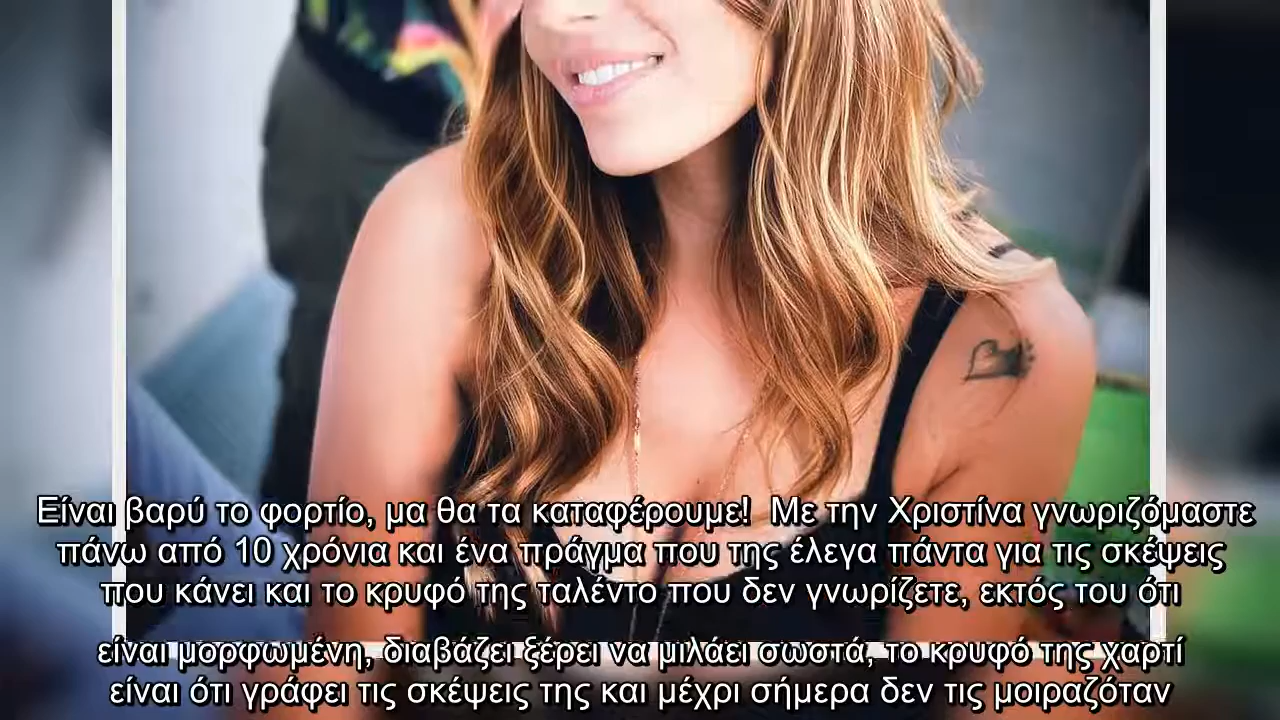 Είναι βαρύ το φορτίο, μα θα τα καταφέρουμε!  Με την Χριστίνα γνωριζόμαστε
πάνω από 10 χρόνια και ένα πράγμα που της έλεγα πάντα για τις σκέψεις
που κάνει και το κρυφό της ταλέντο που δεν γνωρίζετε, εκτός του ότι
είναι μορφωμένη, διαβάζει ξέρει να μιλάει σωστά, το κρυφό της χαρτί
είναι ότι γράφει τις σκέψεις της και μέχρι σήμερα δεν τις μοιραζόταν